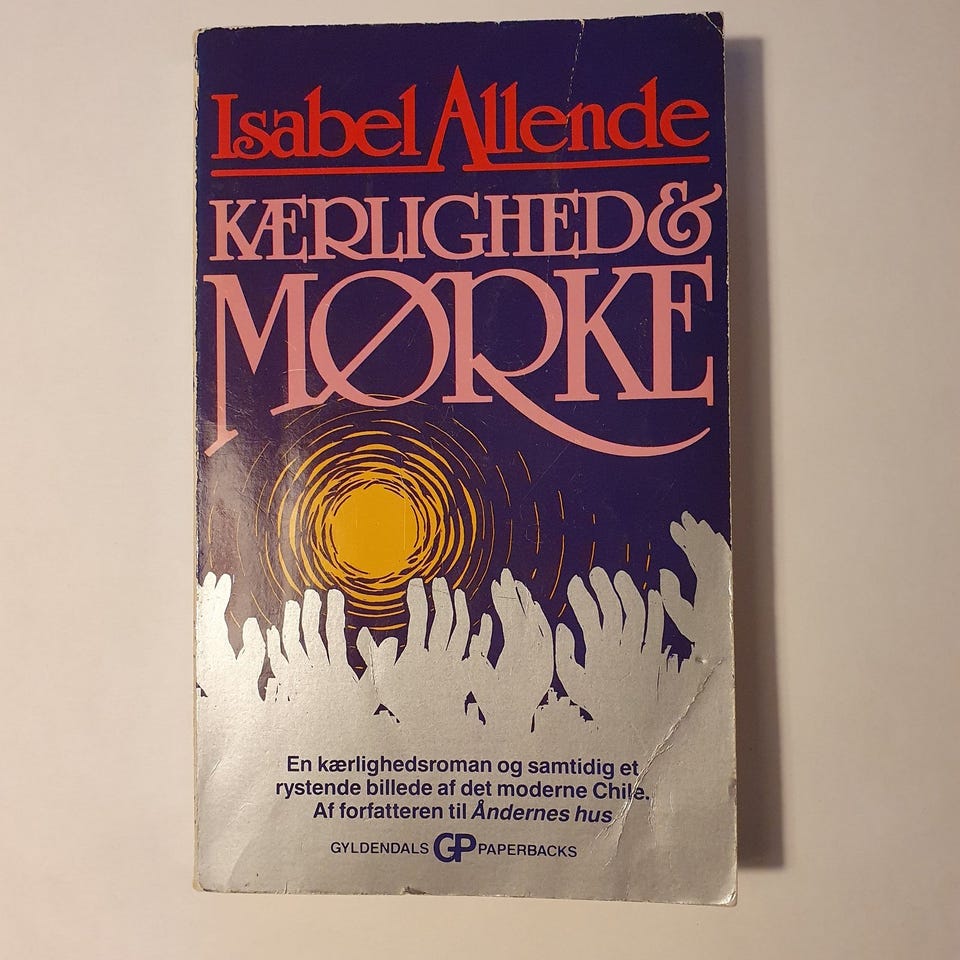 Isabel Allende
KÆRLIGHED &
MØRKE
En kærlighedsroman og samtidig et
rystende billede af det moderne Chile.
Af forfatteren til Åndernes hus
GYLDENDALS GP PAPERBACKS